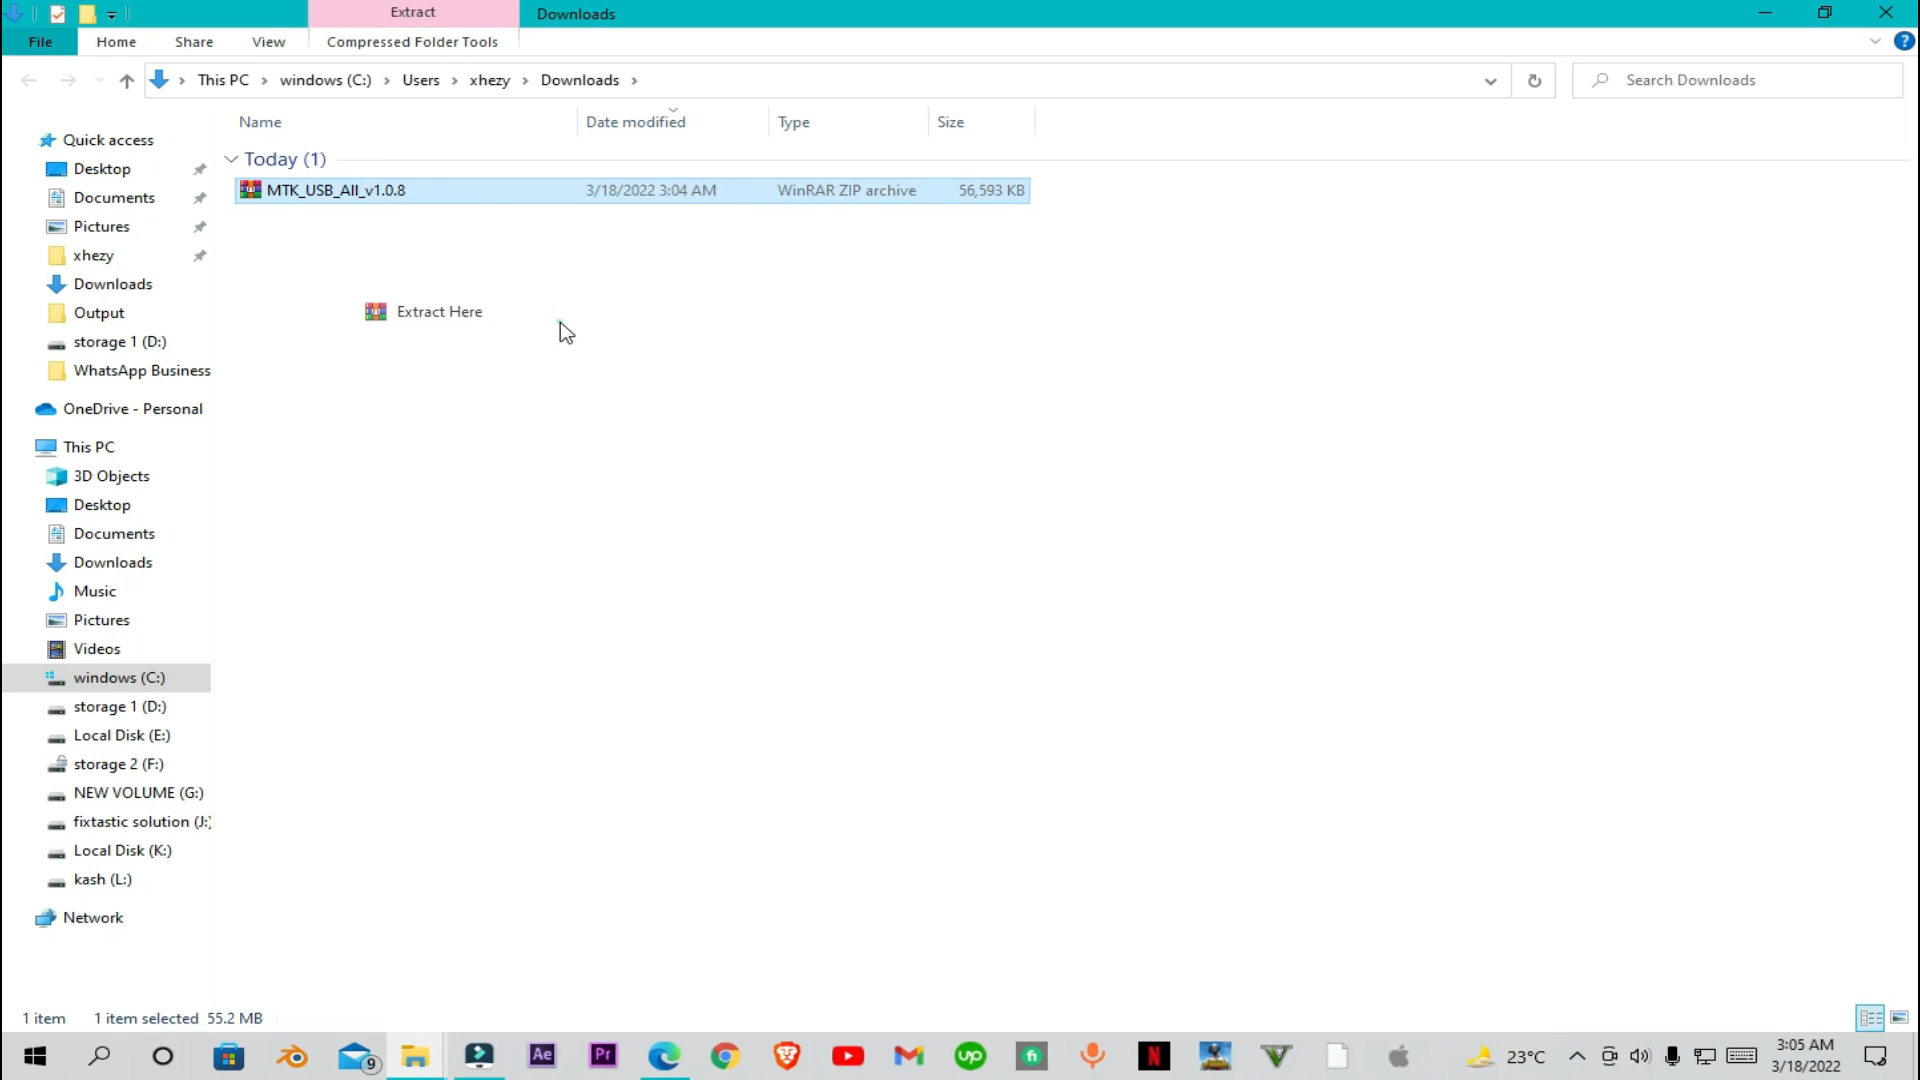 Extract
Downloads
File
Home
Share
View
Compressed Folder Tools
?
This PC
windows (C:)
Users
xhezy
Downloads
Search Downloads
Name
Date modified
Type
Size
Quick access
Desktop
Documents
Pictures
xhezy
Downloads
Output
storage 1 (D:)
WhatsApp Business
OneDrive - Personal
This PC
3D Objects
Desktop
Documents
Downloads
Music
Pictures
Videos
windows (C:)
storage 1 (D:)
Local Disk (E:)
storage 2 (F:)
NEW VOLUME (G:)
fixtastic solution (J:)
Local Disk (K:)
kash (L:)
Network
Today (1)
MTK_USB_All_v1.0.8 3/18/2022 3:04 AM WinRAR ZIP archive 56,593 KB
Extract Here
1 item 1 item selected 55.2 MB
9
Ae
Pr
up
fi
N
V
23°C
3:05 AM
3/18/2022